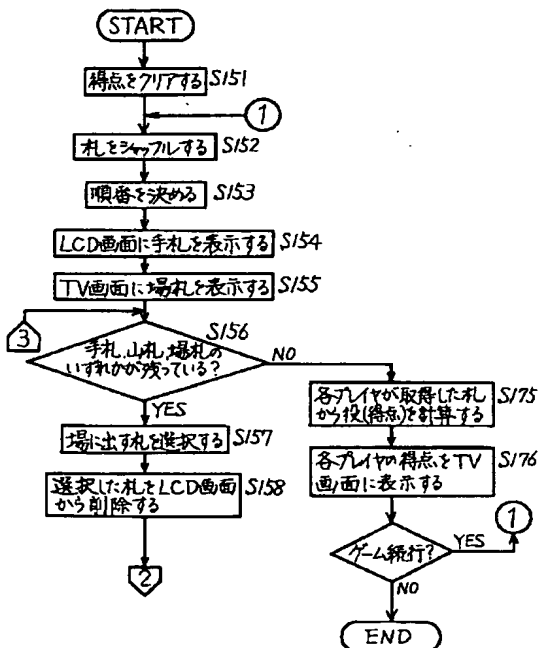 START
得点をクリアする S151
1
札をシャッフルする S152
順番を決める S153
LCD画面に手札を表示する S154
TV画面に場札を表示する S155
3
S156
手札、山札、場札の
いずれかが残っている?
NO
YES
場に出す札を選択する S157
選択した札をLCD画面
から削除する
S158
2
各プレイヤが取得した札
から役(得点)を計算する
S175
各プレイヤの得点をTV
画面に表示する
S176
1
ゲーム続行?
YES
NO
END